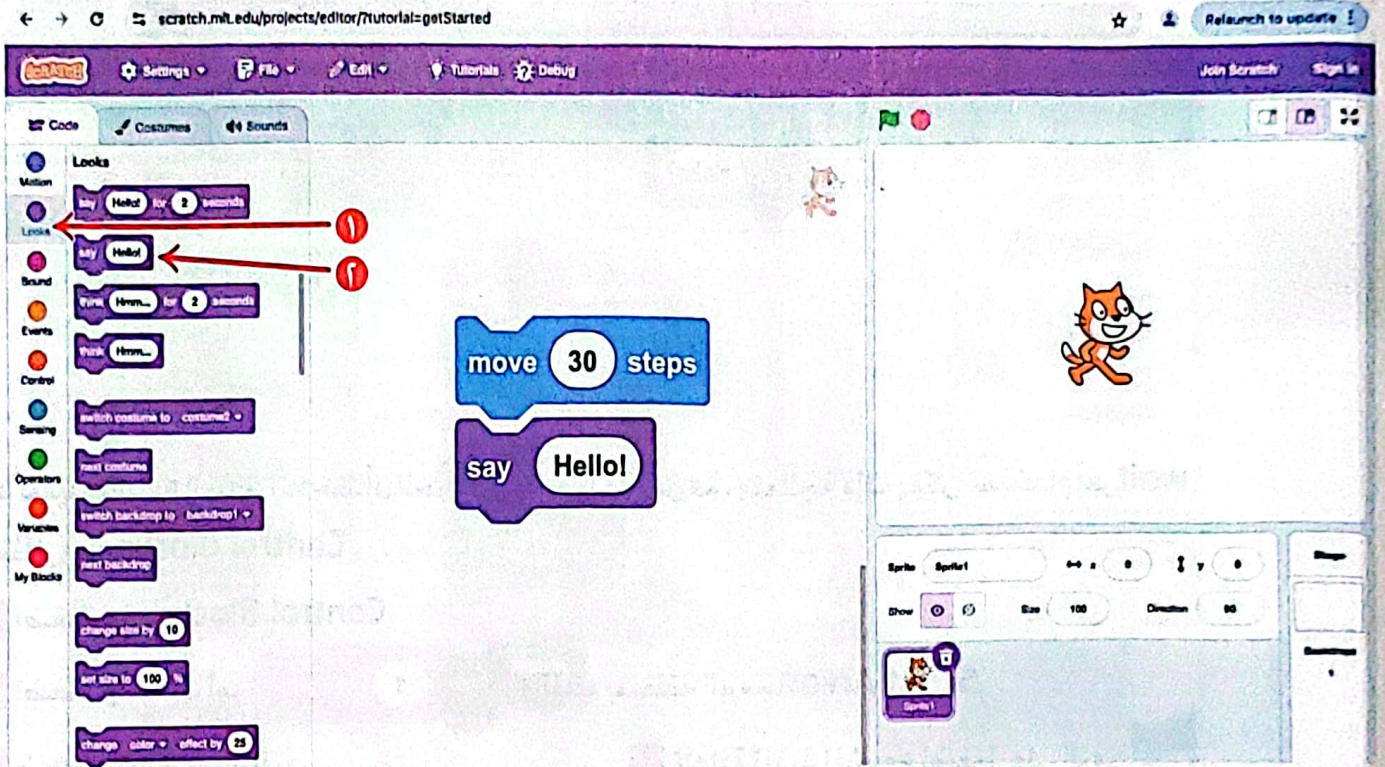 scratch.mit.edu/projects/editor/?tutorial=getStarted
Relaunch to update
SCRATCH Settings File Edit Tutorials Debug Join Scratch Sign in
Code Costumes Sounds
Motion
Looks
Sound
Events
Control
Sensing
Operators
Variables
My Blocks
Looks
say Hello! for 2 seconds
say Hello!
think Hmm... for 2 seconds
think Hmm...
switch costume to costume2
next costume
switch backdrop to backdrop1
next backdrop
change size by 10
set size to 100 %
change color effect by 25
١
٢
move 30 steps
say Hello!
Sprite Sprite1 x 0 y 0
Show Size 100 Direction 90
Sprite1
Stage
Backdrops
1